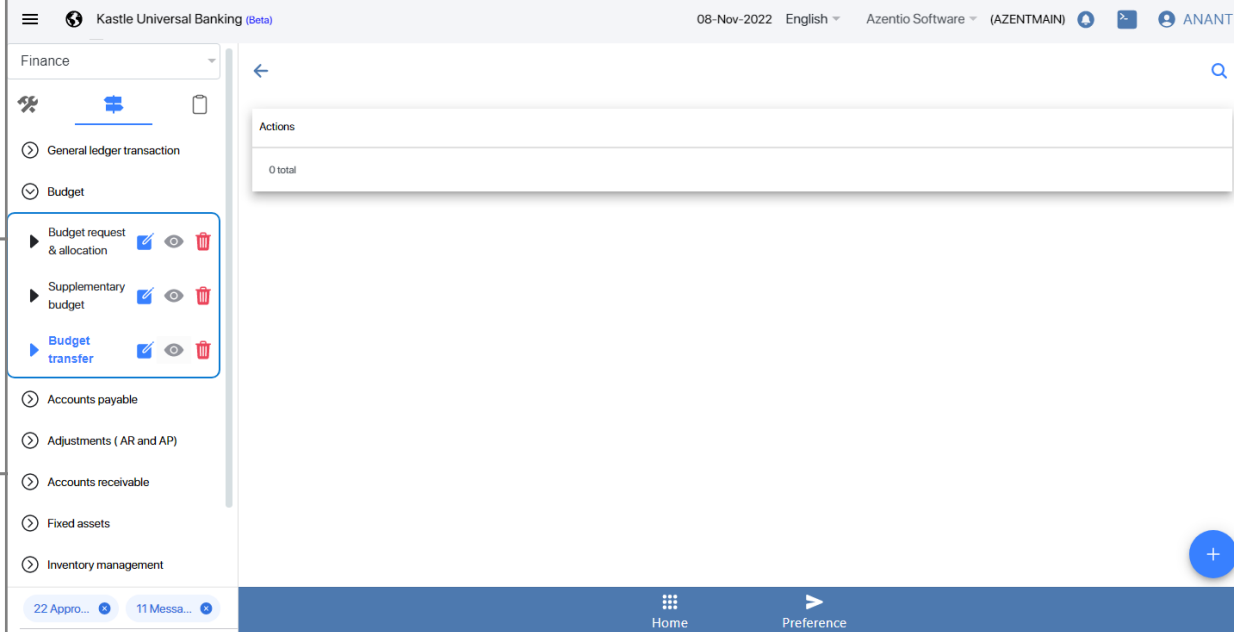 Kastle Universal Banking (Beta)
08-Nov-2022 English Azentio Software (AZENTMAIN) ANANT
Finance
Actions
0 total
General ledger transaction
Budget
Budget request
& allocation
Supplementary
budget
Budget
transfer
Accounts payable
Adjustments ( AR and AP)
Accounts receivable
Fixed assets
Inventory management
22 Appro... 11 Messa...
Home Preference